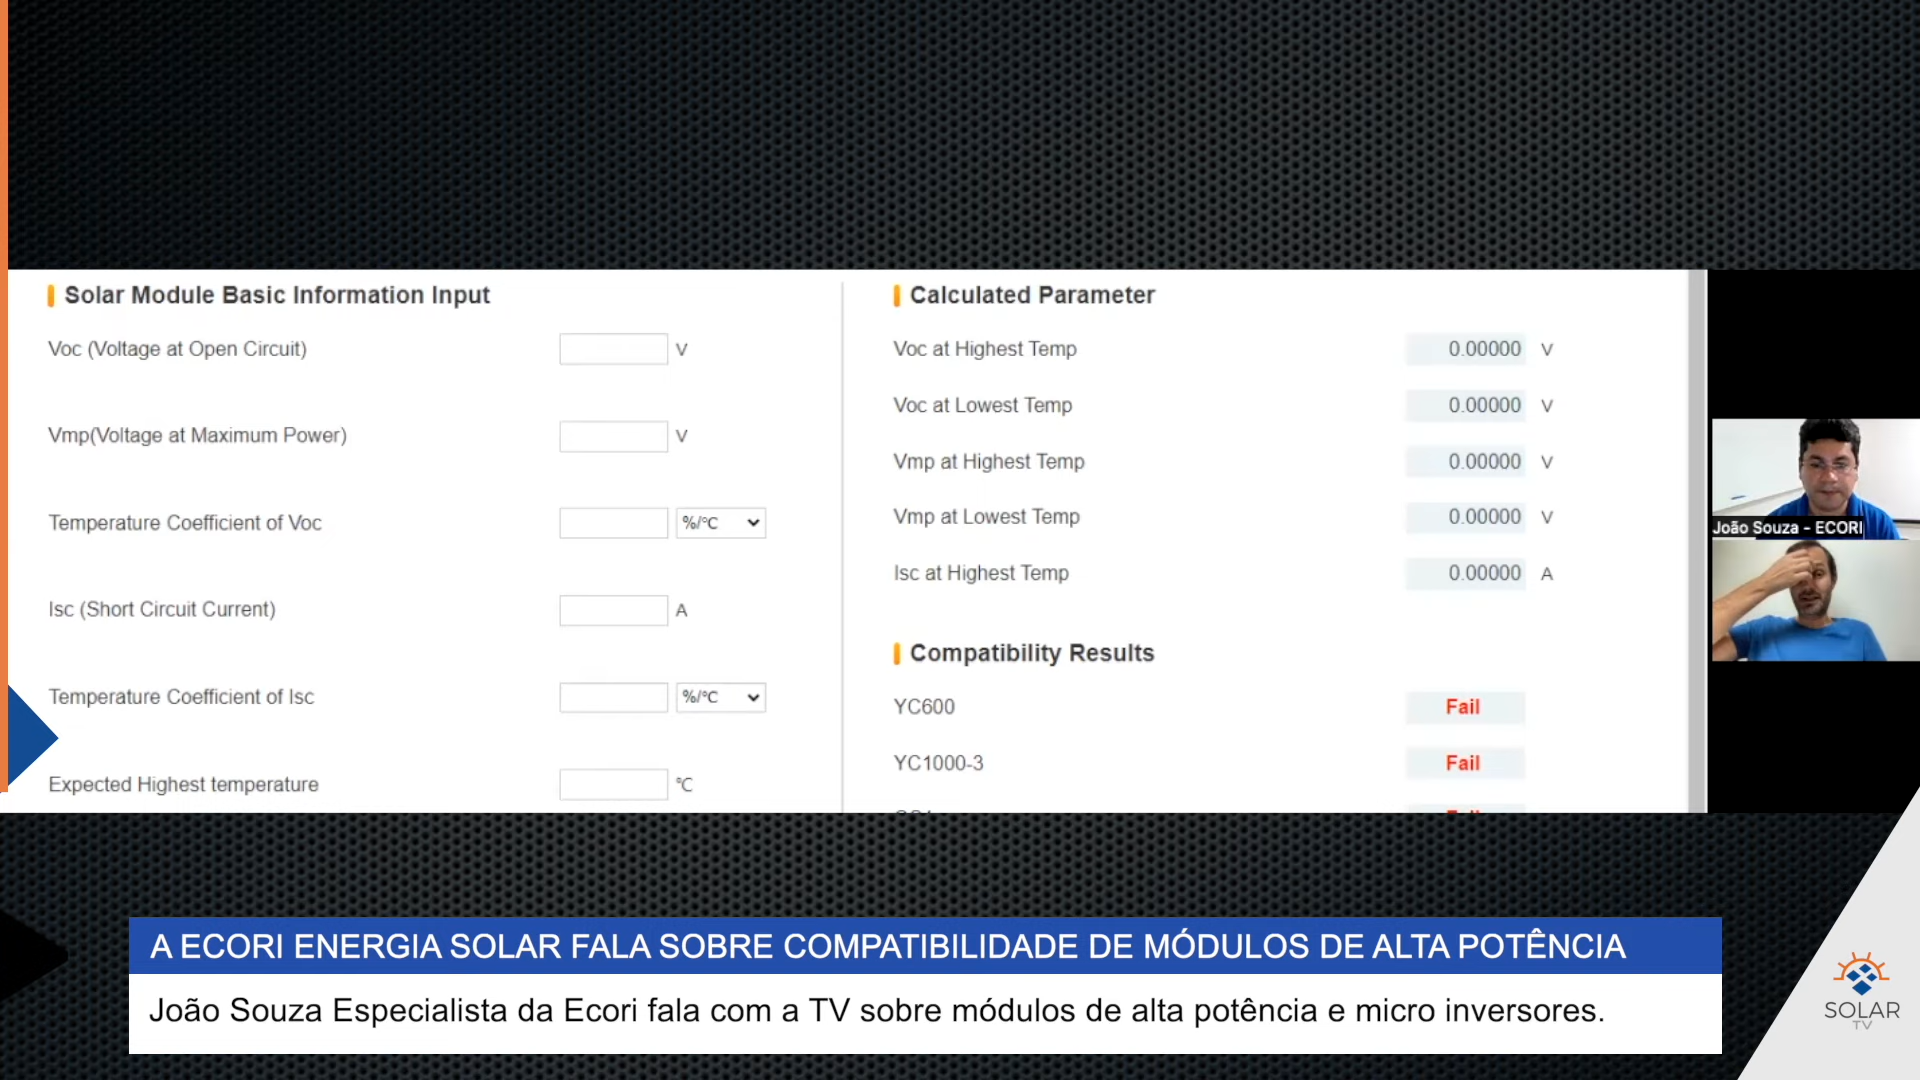 Solar Module Basic Information Input
Voc (Voltage at Open Circuit)
V
Vmp(Voltage at Maximum Power)
V
Temperature Coefficient of Voc
%/°C
Isc (Short Circuit Current)
A
Temperature Coefficient of Isc
%/°C
Expected Highest temperature
°C
Calculated Parameter
Voc at Highest Temp 0.00000 V
Voc at Lowest Temp 0.00000 V
Vmp at Highest Temp 0.00000 V
Vmp at Lowest Temp 0.00000 V
Isc at Highest Temp 0.00000 A
Compatibility Results
YC600 Fail
YC1000-3 Fail
João Souza - ECORI
A ECORI ENERGIA SOLAR FALA SOBRE COMPATIBILIDADE DE MÓDULOS DE ALTA POTÊNCIA
João Souza Especialista da Ecori fala com a TV sobre módulos de alta potência e micro inversores.
SOLAR
TV